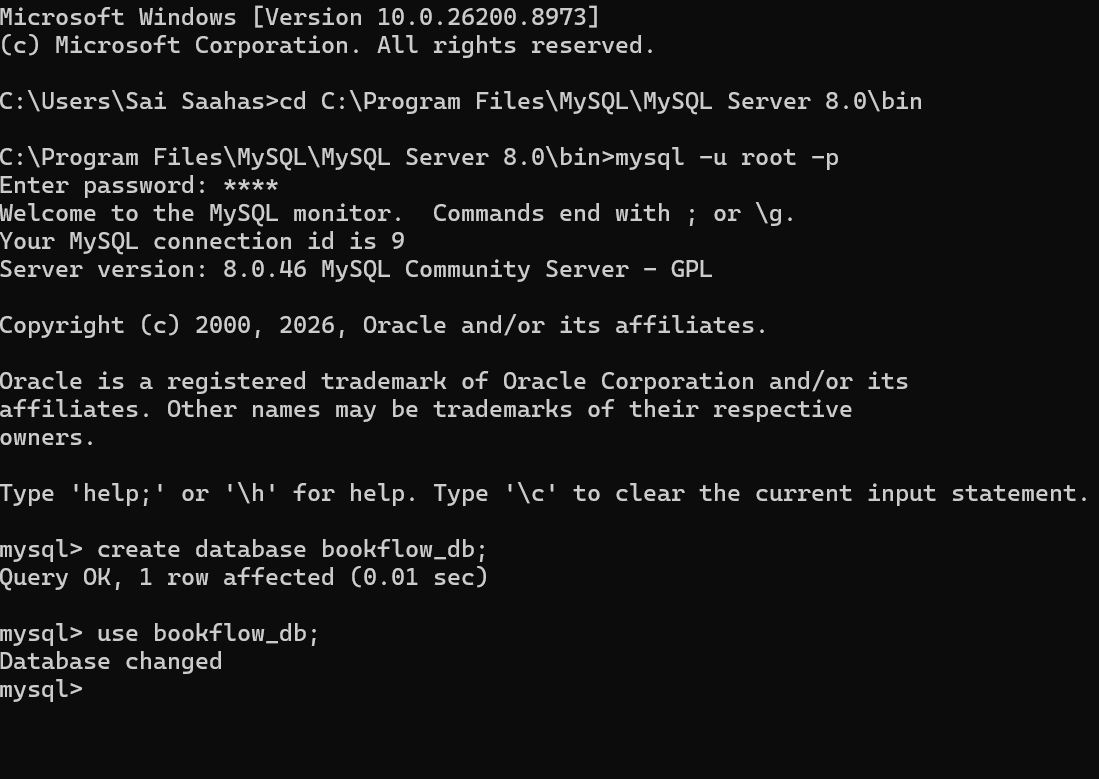 Microsoft Windows [Version 10.0.26200.8973]
(c) Microsoft Corporation. All rights reserved.
C:\Users\Sai Saahas>cd C:\Program Files\MySQL\MySQL Server 8.0\bin
C:\Program Files\MySQL\MySQL Server 8.0\bin>mysql -u root -p
Enter password: ****
Welcome to the MySQL monitor.  Commands end with ; or \g.
Your MySQL connection id is 9
Server version: 8.0.46 MySQL Community Server - GPL
Copyright (c) 2000, 2026, Oracle and/or its affiliates.
Oracle is a registered trademark of Oracle Corporation and/or its
affiliates. Other names may be trademarks of their respective
owners.
Type 'help;' or '\h' for help. Type '\c' to clear the current input statement.
mysql> create database bookflow_db;
Query OK, 1 row affected (0.01 sec)
mysql> use bookflow_db;
Database changed
mysql>